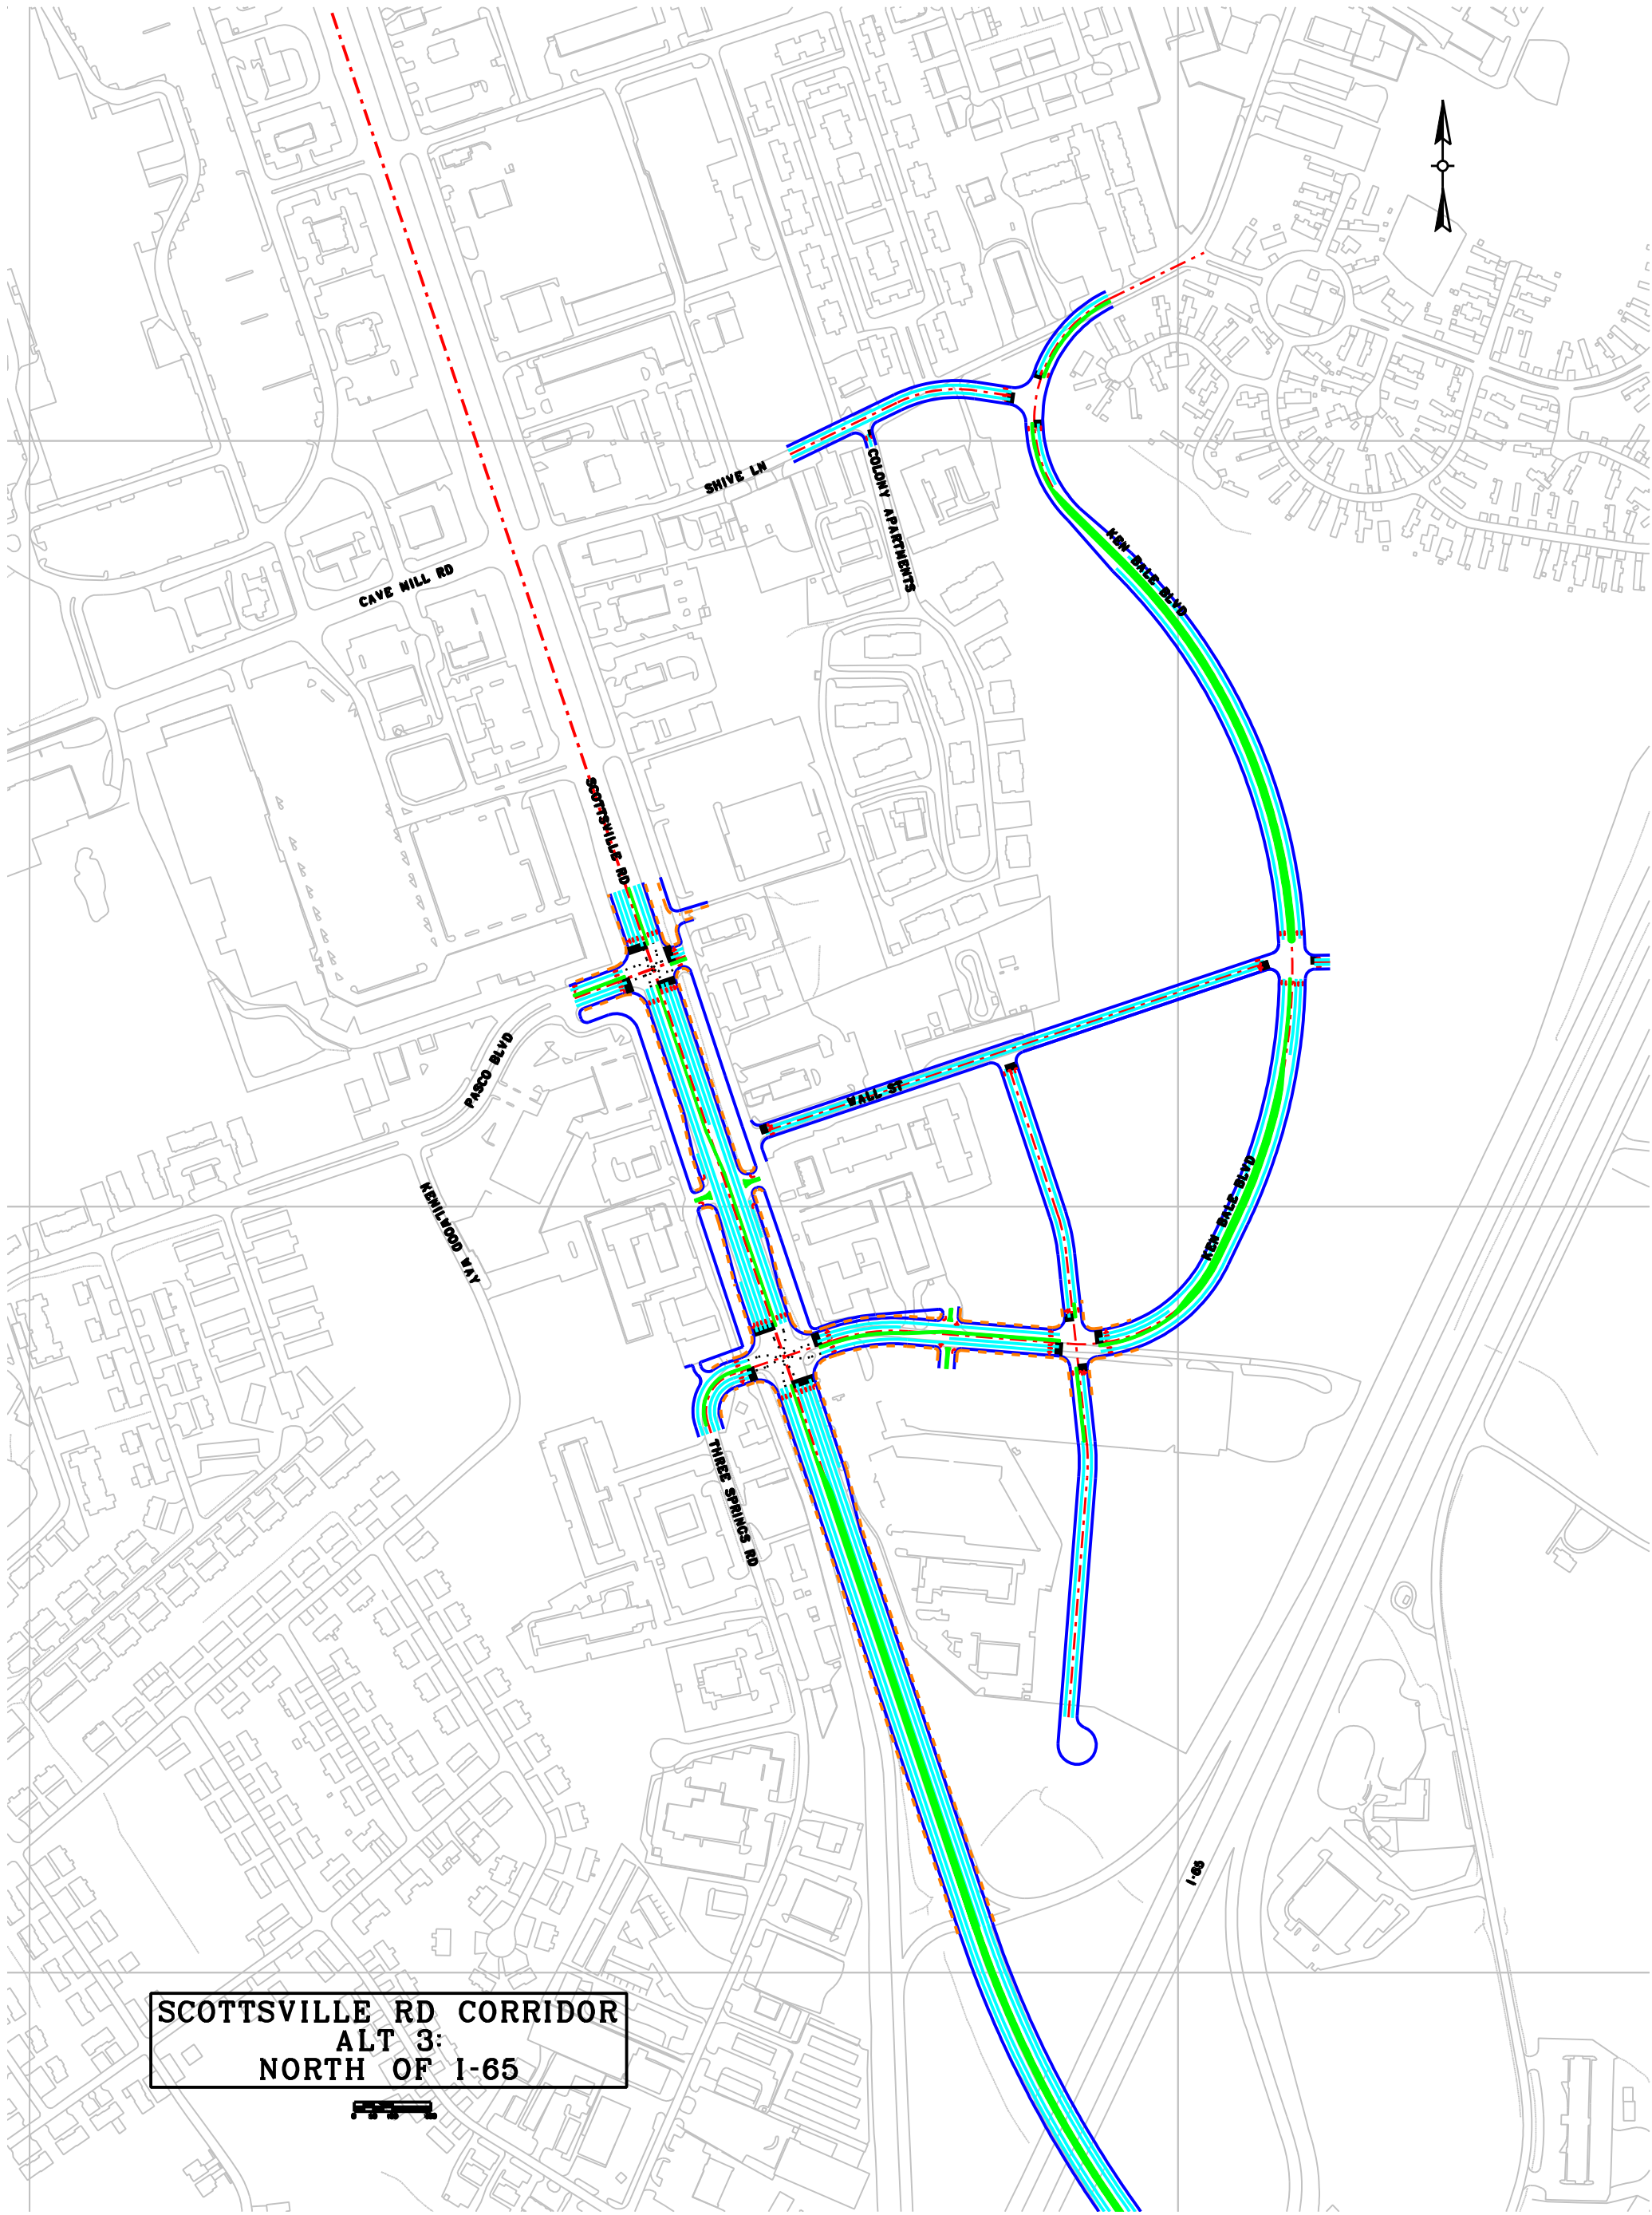 SHIVE LN
COLONY APARTMENTS
KEN BALE BLVD
CAVE MILL RD
SCOTTSVILLE RD
PASCO BLVD
WALL ST
KENILWOOD WAY
KEN BALE BLVD
THREE SPRINGS RD
I-65
SCOTTSVILLE RD CORRIDOR
ALT 3:
NORTH OF I-65